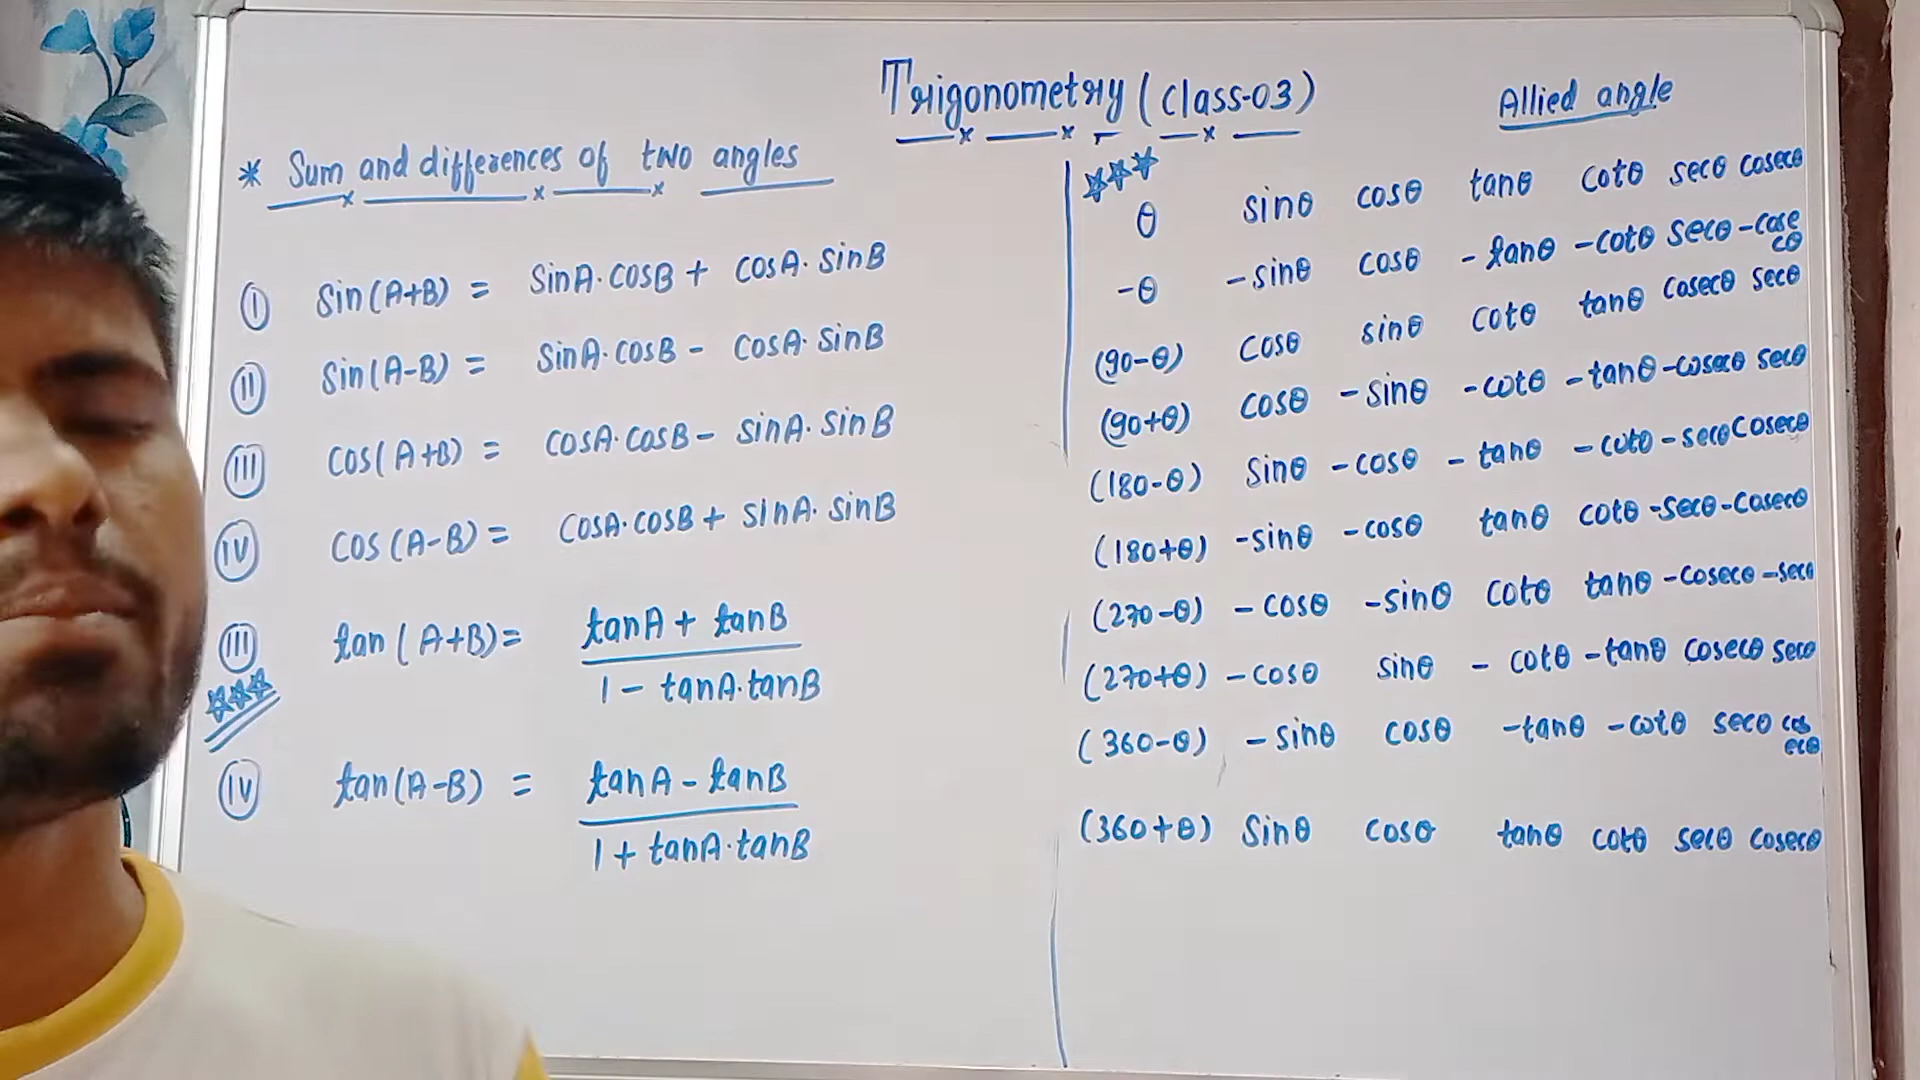 Trigonometry (Class-03)
* Sum and differences of two angles
(I) Sin(A+B) = SinA·cosB + cosA·sinB
(II) Sin(A-B) = SinA·cosB - cosA·sinB
(III) cos(A+B) = cosA·cosB - sinA·sinB
(IV) cos(A-B) = cosA·cosB + sinA·sinB
(III) tan(A+B) = tanA + tanB
1 - tanA·tanB
(IV) tan(A-B) = tanA - tanB
1 + tanA·tanB
Allied angle
θ sinθ cosθ tanθ cotθ secθ cosecθ
-θ -sinθ cosθ -tanθ -cotθ secθ -cosecθ
(90-θ) cosθ sinθ cotθ tanθ cosecθ secθ
(90+θ) cosθ -sinθ -cotθ -tanθ -cosecθ secθ
(180-θ) Sinθ -cosθ -tanθ -cotθ -secθ Cosecθ
(180+θ) -sinθ -cosθ tanθ cotθ -secθ -cosecθ
(270-θ) -cosθ -sinθ cotθ tanθ -cosecθ -secθ
(270+θ) -cosθ sinθ -cotθ -tanθ cosecθ secθ
(360-θ) -sinθ cosθ -tanθ -cotθ secθ cosecθ
(360+θ) Sinθ cosθ tanθ cotθ secθ cosecθ